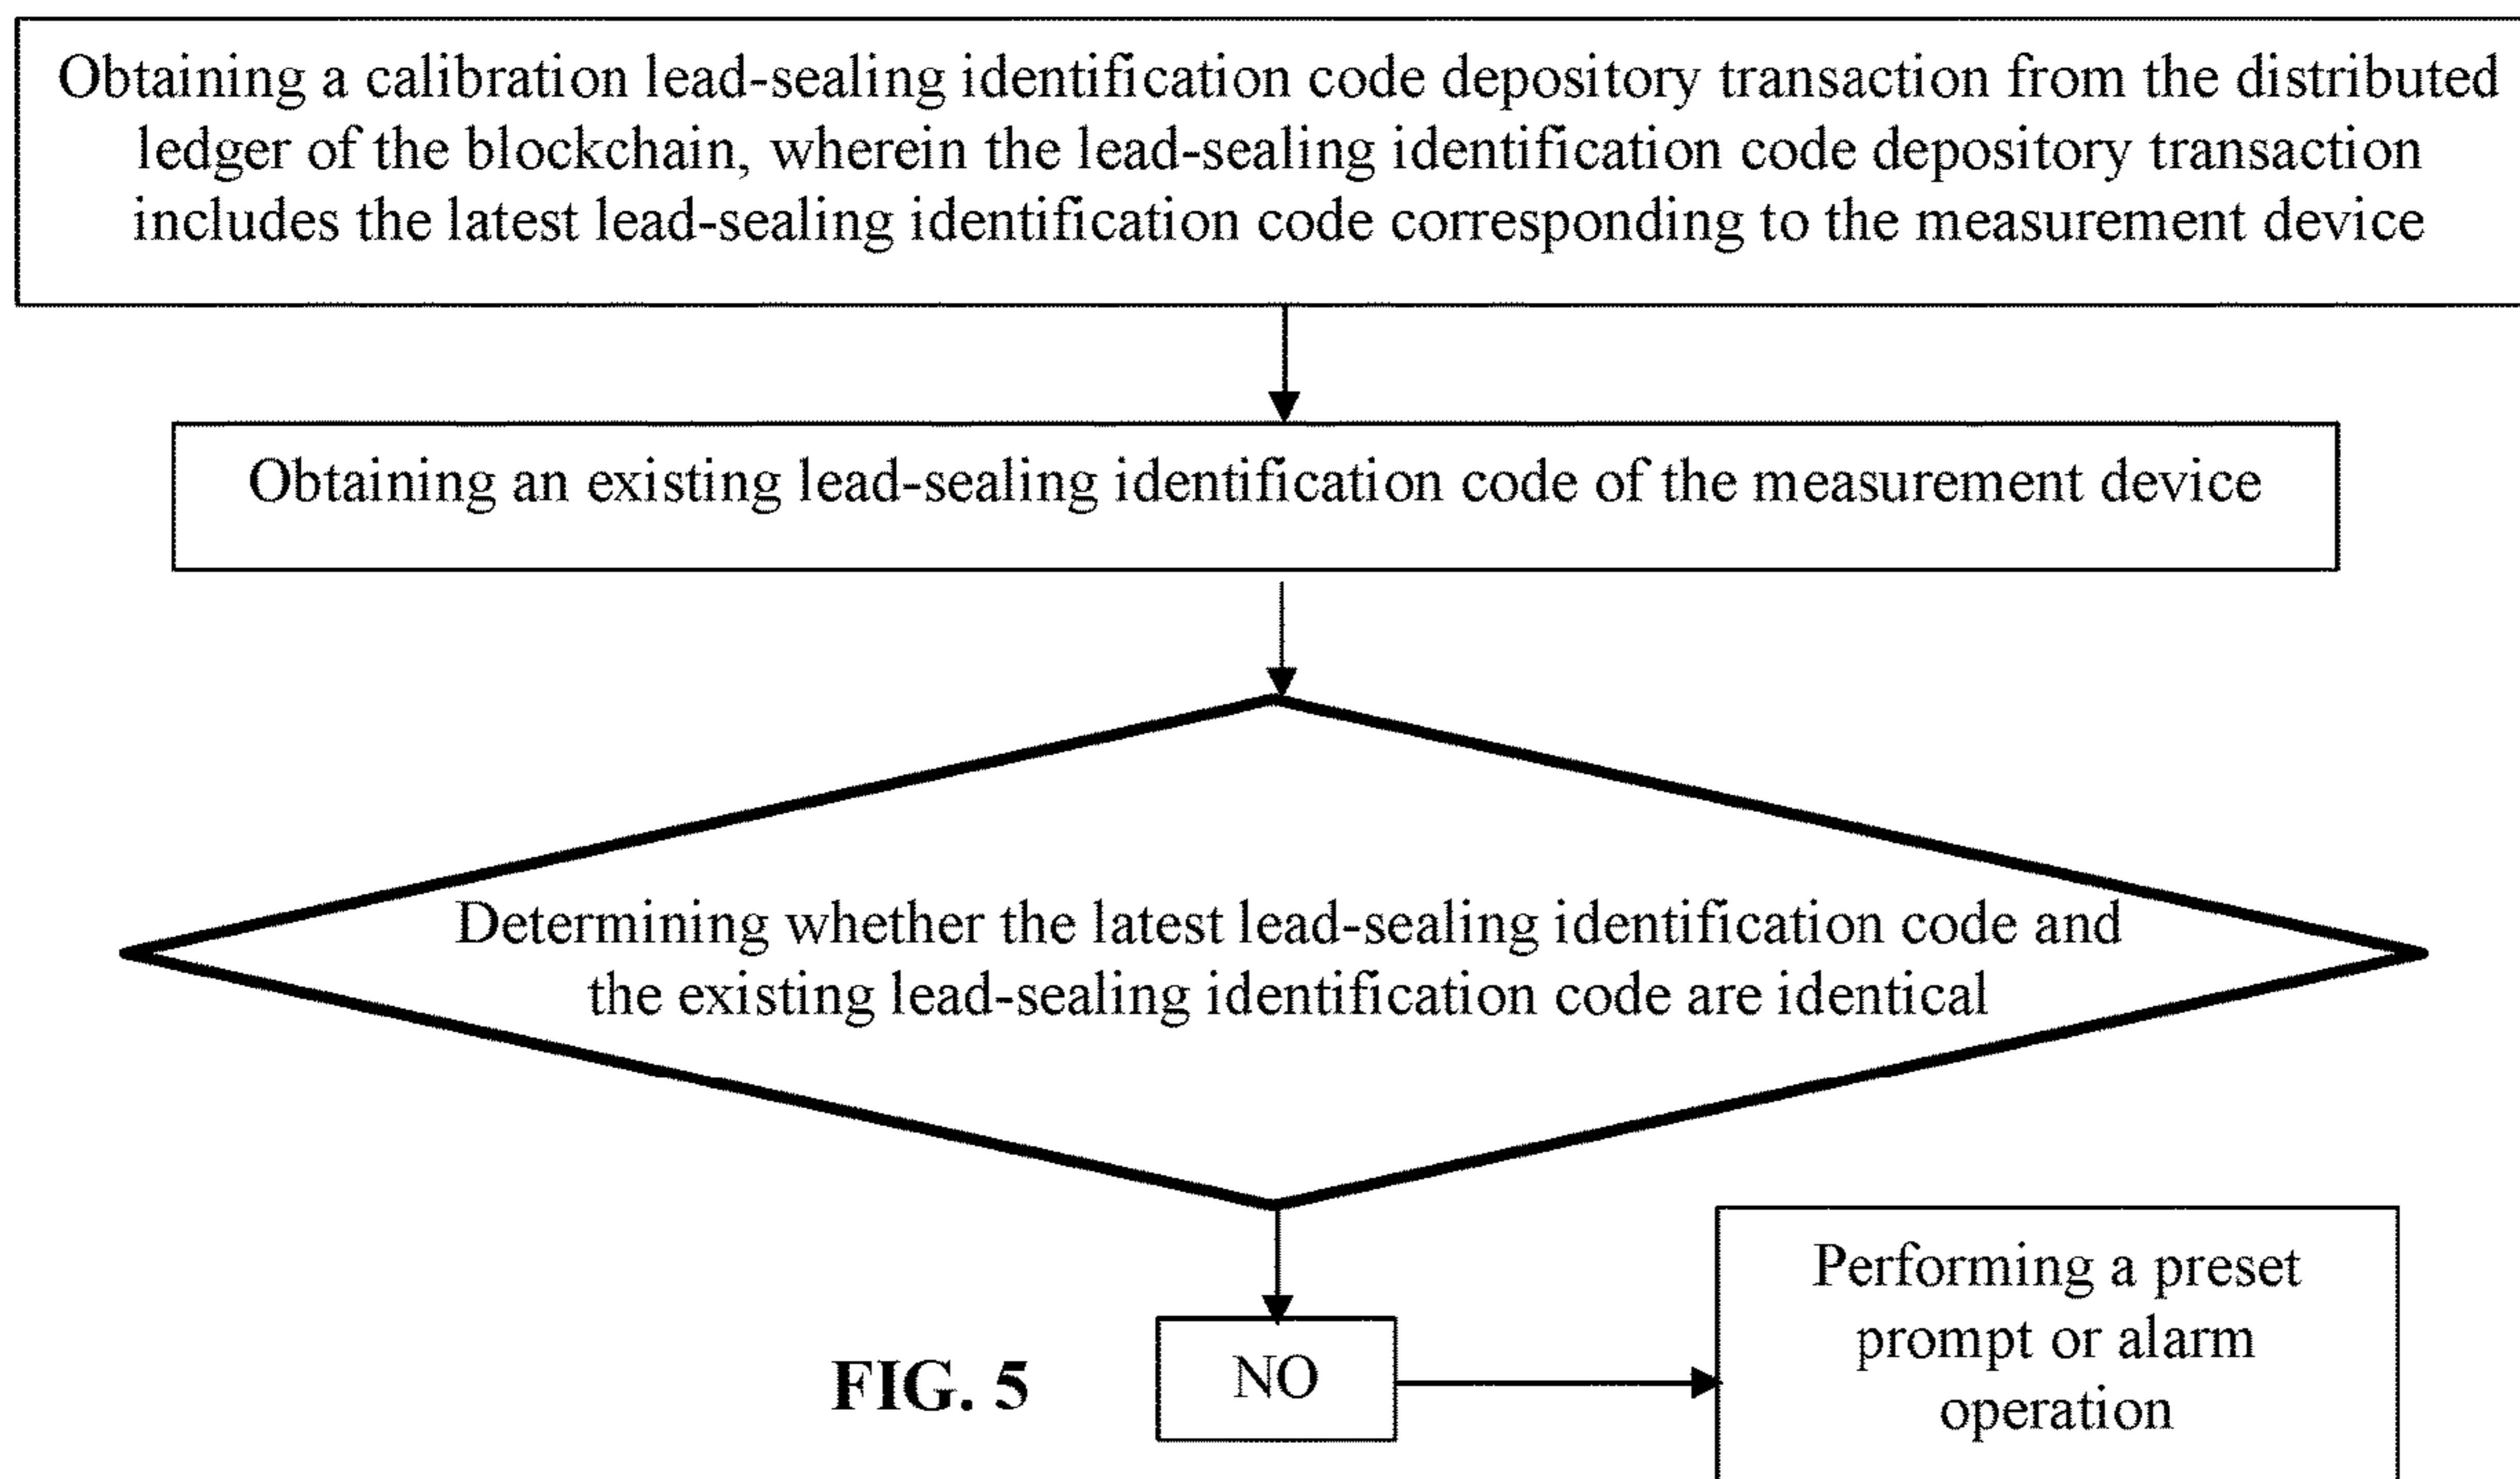 Obtaining a calibration lead-sealing identification code depository transaction from the distributed
ledger of the blockchain, wherein the lead-sealing identification code depository transaction
includes the latest lead-sealing identification code corresponding to the measurement device
Obtaining an existing lead-sealing identification code of the measurement device
Determining whether the latest lead-sealing identification code and
the existing lead-sealing identification code are identical
NO
Performing a preset
prompt or alarm
operation
FIG. 5